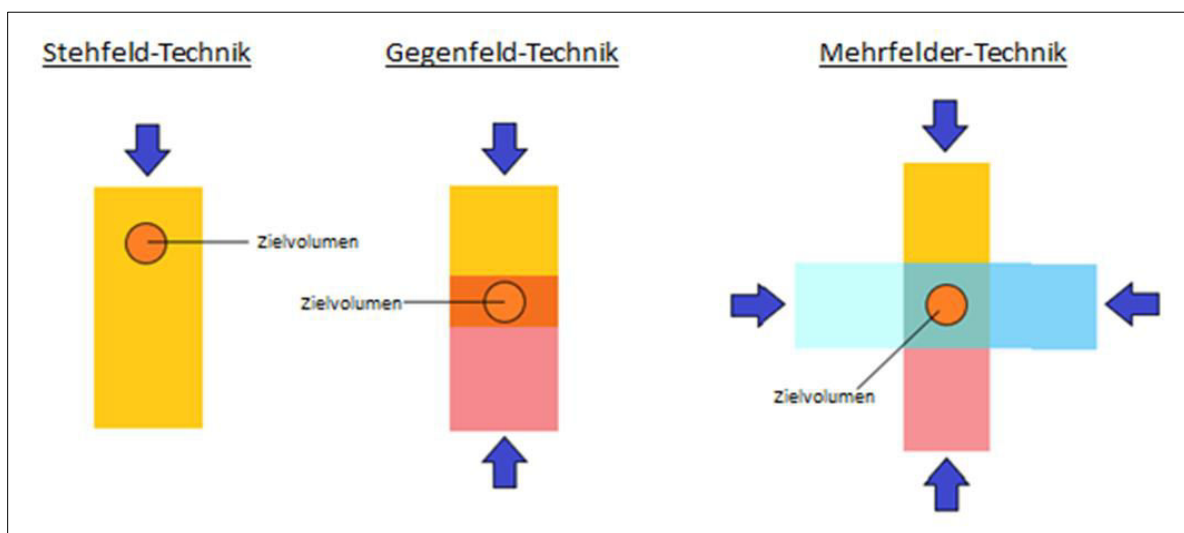 Stehfeld-Technik
Gegenfeld-Technik
Mehrfelder-Technik
Zielvolumen
Zielvolumen
Zielvolumen